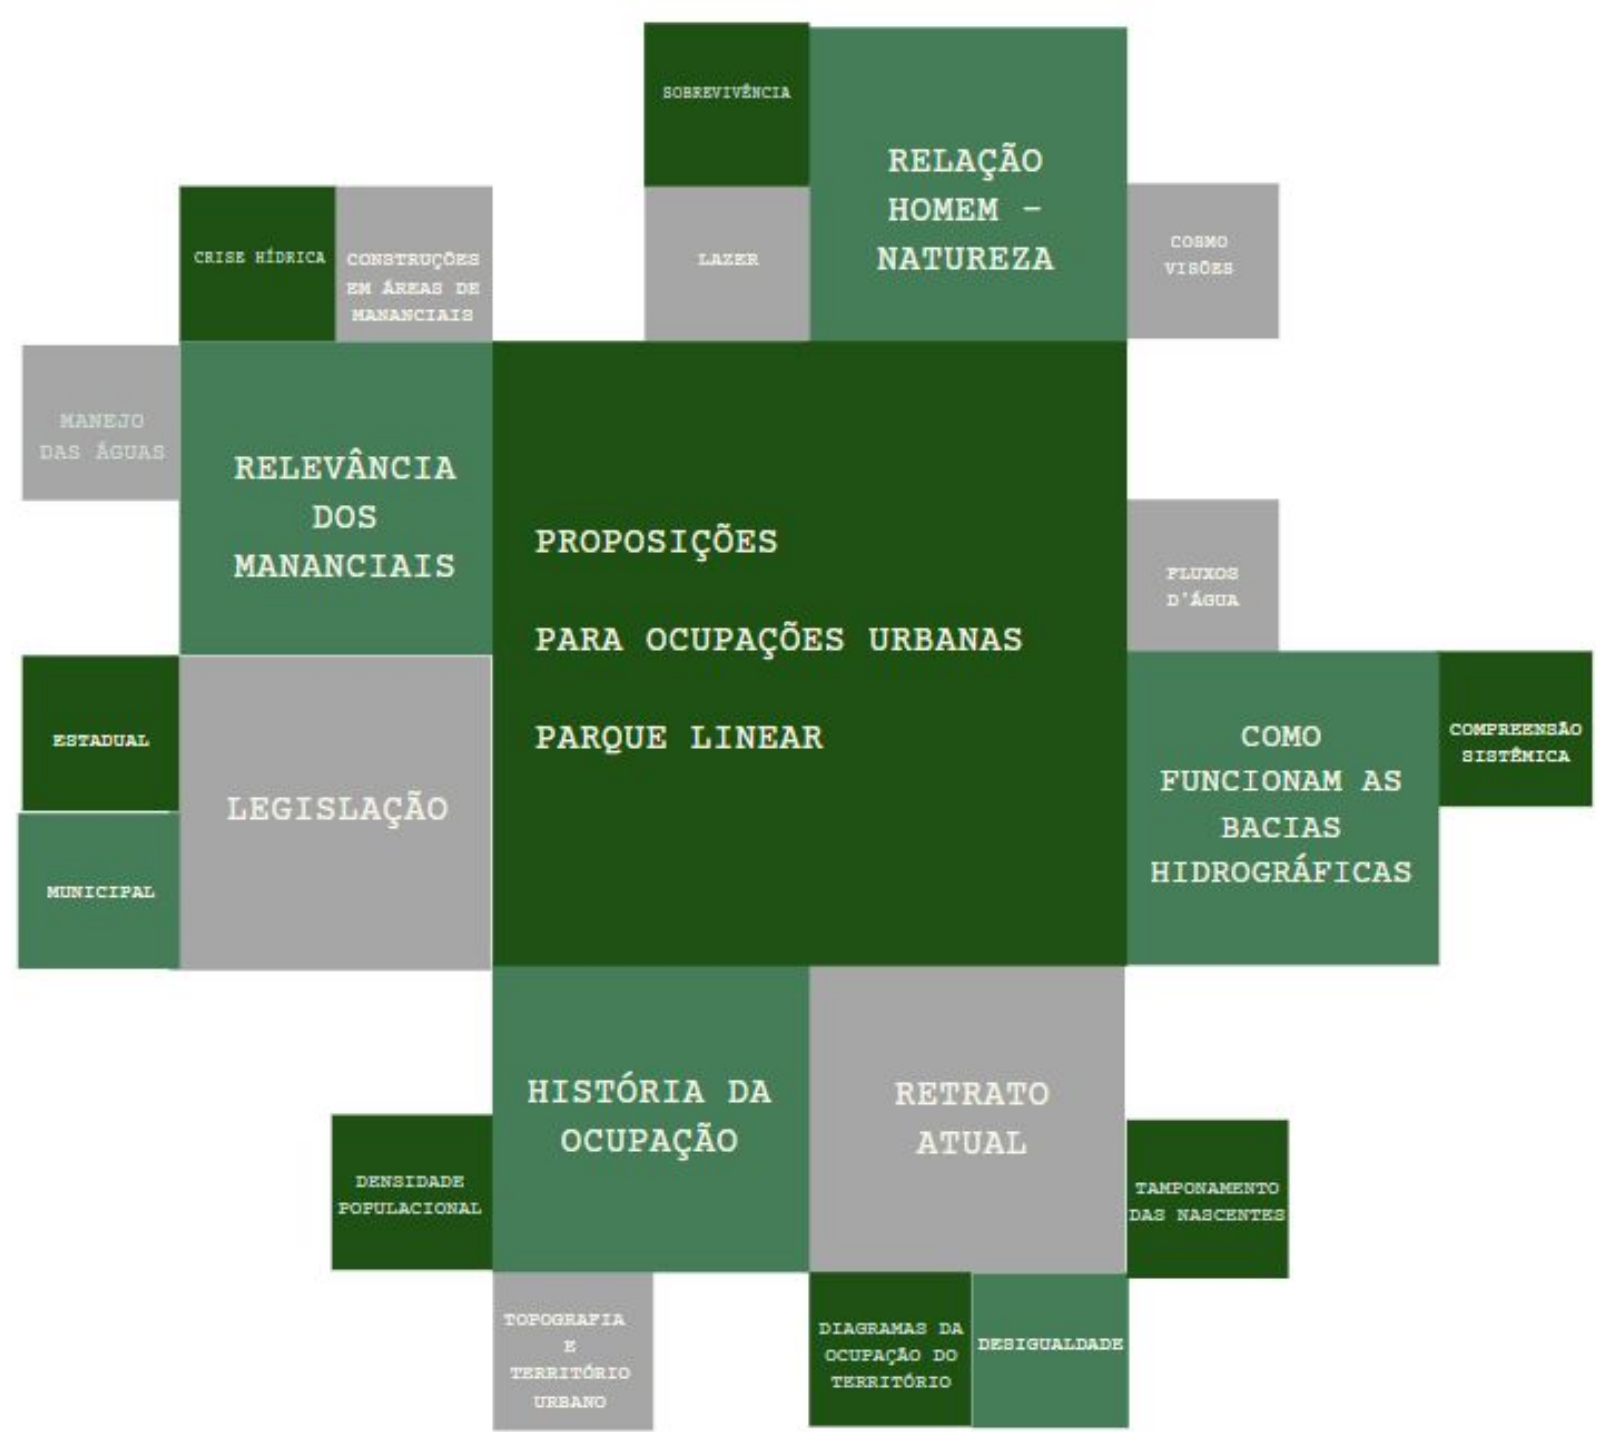 SOBREVIVÊNCIA
RELAÇÃO
HOMEM -
NATUREZA
LAZER
COSMO
VISÕES
CRISE HÍDRICA
CONSTRUÇÕES
EM ÁREAS DE
MANANCIAIS
MANEJO
DAS ÁGUAS
RELEVÂNCIA
DOS
MANANCIAIS
PROPOSIÇÕES
PARA OCUPAÇÕES URBANAS
PARQUE LINEAR
FLUXOS
D'ÁGUA
COMO
FUNCIONAM AS
BACIAS
HIDROGRÁFICAS
COMPREENSÃO
SISTÊMICA
ESTADUAL
LEGISLAÇÃO
MUNICIPAL
HISTÓRIA DA
OCUPAÇÃO
RETRATO
ATUAL
DENSIDADE
POPULACIONAL
TAMPONAMENTO
DAS NASCENTES
TOPOGRAFIA
E
TERRITÓRIO
URBANO
DIAGRAMAS DA
OCUPAÇÃO DO
TERRITÓRIO
DESIGUALDADE